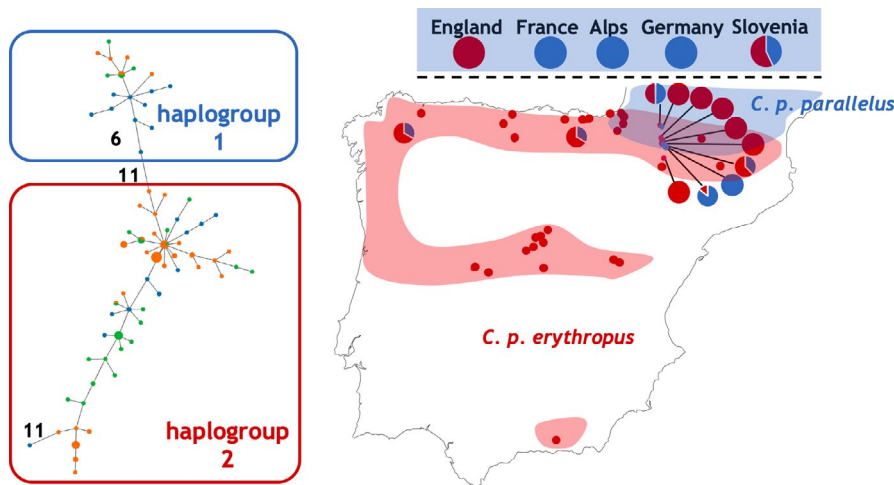 England France Alps Germany Slovenia
haplogroup
1
6
11
C. p. parallelus
C. p. erythropus
11
haplogroup
2